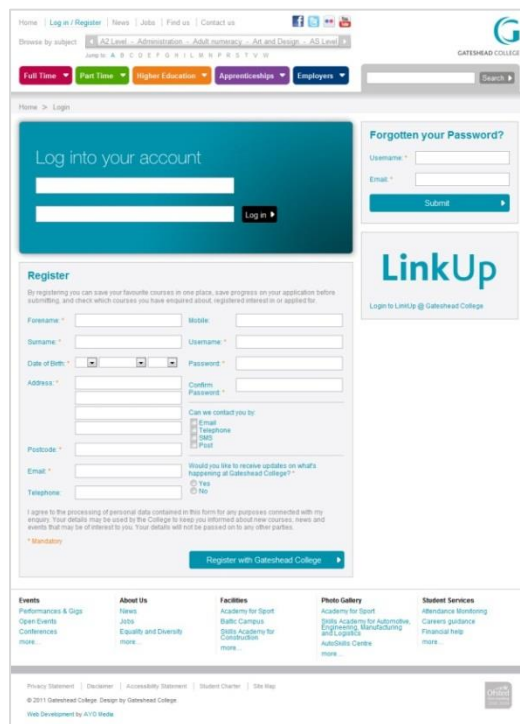 Home | Log in / Register | News | Jobs | Find us | Contact us
Browse by subject A2 Level - Administration - Adult numeracy - Art and Design - AS Level
Jump to: A B C D E F G H I L M N P R S T V W
GATESHEAD COLLEGE
Full Time Part Time Higher Education Apprenticeships Employers
Search
Home > Login
Log into your account
Log in
Forgotten your Password?
Username: *
Email: *
Submit
LinkUp
Login to LinkUp @ Gateshead College
Register
By registering you can save your favourite courses in one place, save progress on your application before
submitting, and check which courses you have enquired about, registered interest in or applied for.
Forename: *
Surname: *
Date of Birth: *
Address: *
Postcode: *
Email: *
Telephone:
Mobile:
Username: *
Password: *
Confirm
Password: *
Can we contact you by:
Email
Telephone
SMS
Post
Would you like to receive updates on what's
happening at Gateshead College? *
Yes
No
I agree to the processing of personal data contained in this form for any purposes connected with my
enquiry. Your details may be used by the College to keep you informed about new courses, news and
events that may be of interest to you. Your details will not be passed on to any other parties.
* Mandatory
Register with Gateshead College
Events
Performances & Gigs
Open Events
Conferences
more...
About Us
News
Jobs
Equality and Diversity
more...
Facilities
Academy for Sport
Baltic Campus
Skills Academy for
Construction
more...
Photo Gallery
Academy for Sport
Skills Academy for Automotive,
Engineering, Manufacturing
and Logistics
AutoSkills Centre
more...
Student Services
Attendance Monitoring
Careers guidance
Financial help
more...
Privacy Statement | Disclaimer | Accessibility Statement | Student Charter | Site Map
© 2011 Gateshead College. Design by Gateshead College.
Web Development by AYO Media
Ofsted